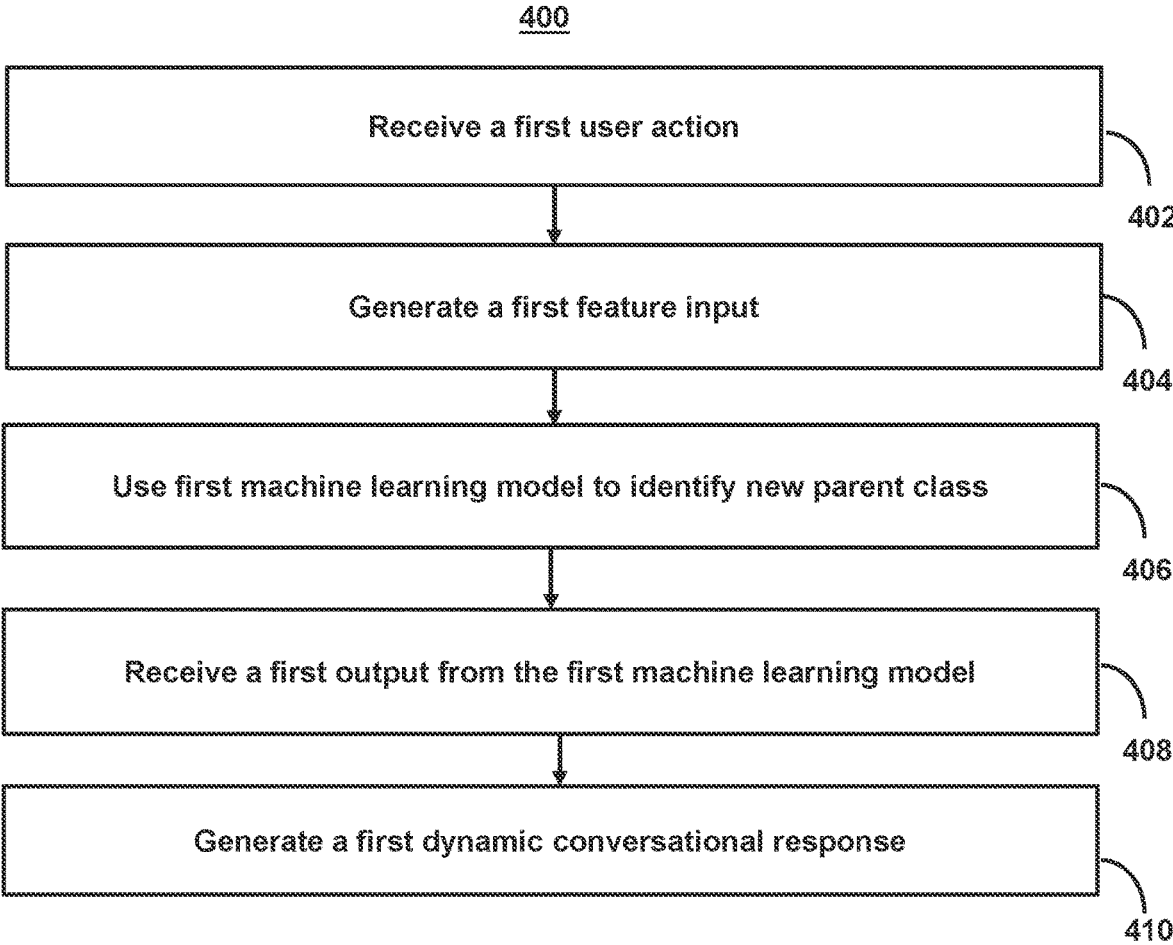 400
Receive a first user action
402
Generate a first feature input
404
Use first machine learning model to identify new parent class
406
Receive a first output from the first machine learning model
408
Generate a first dynamic conversational response
410